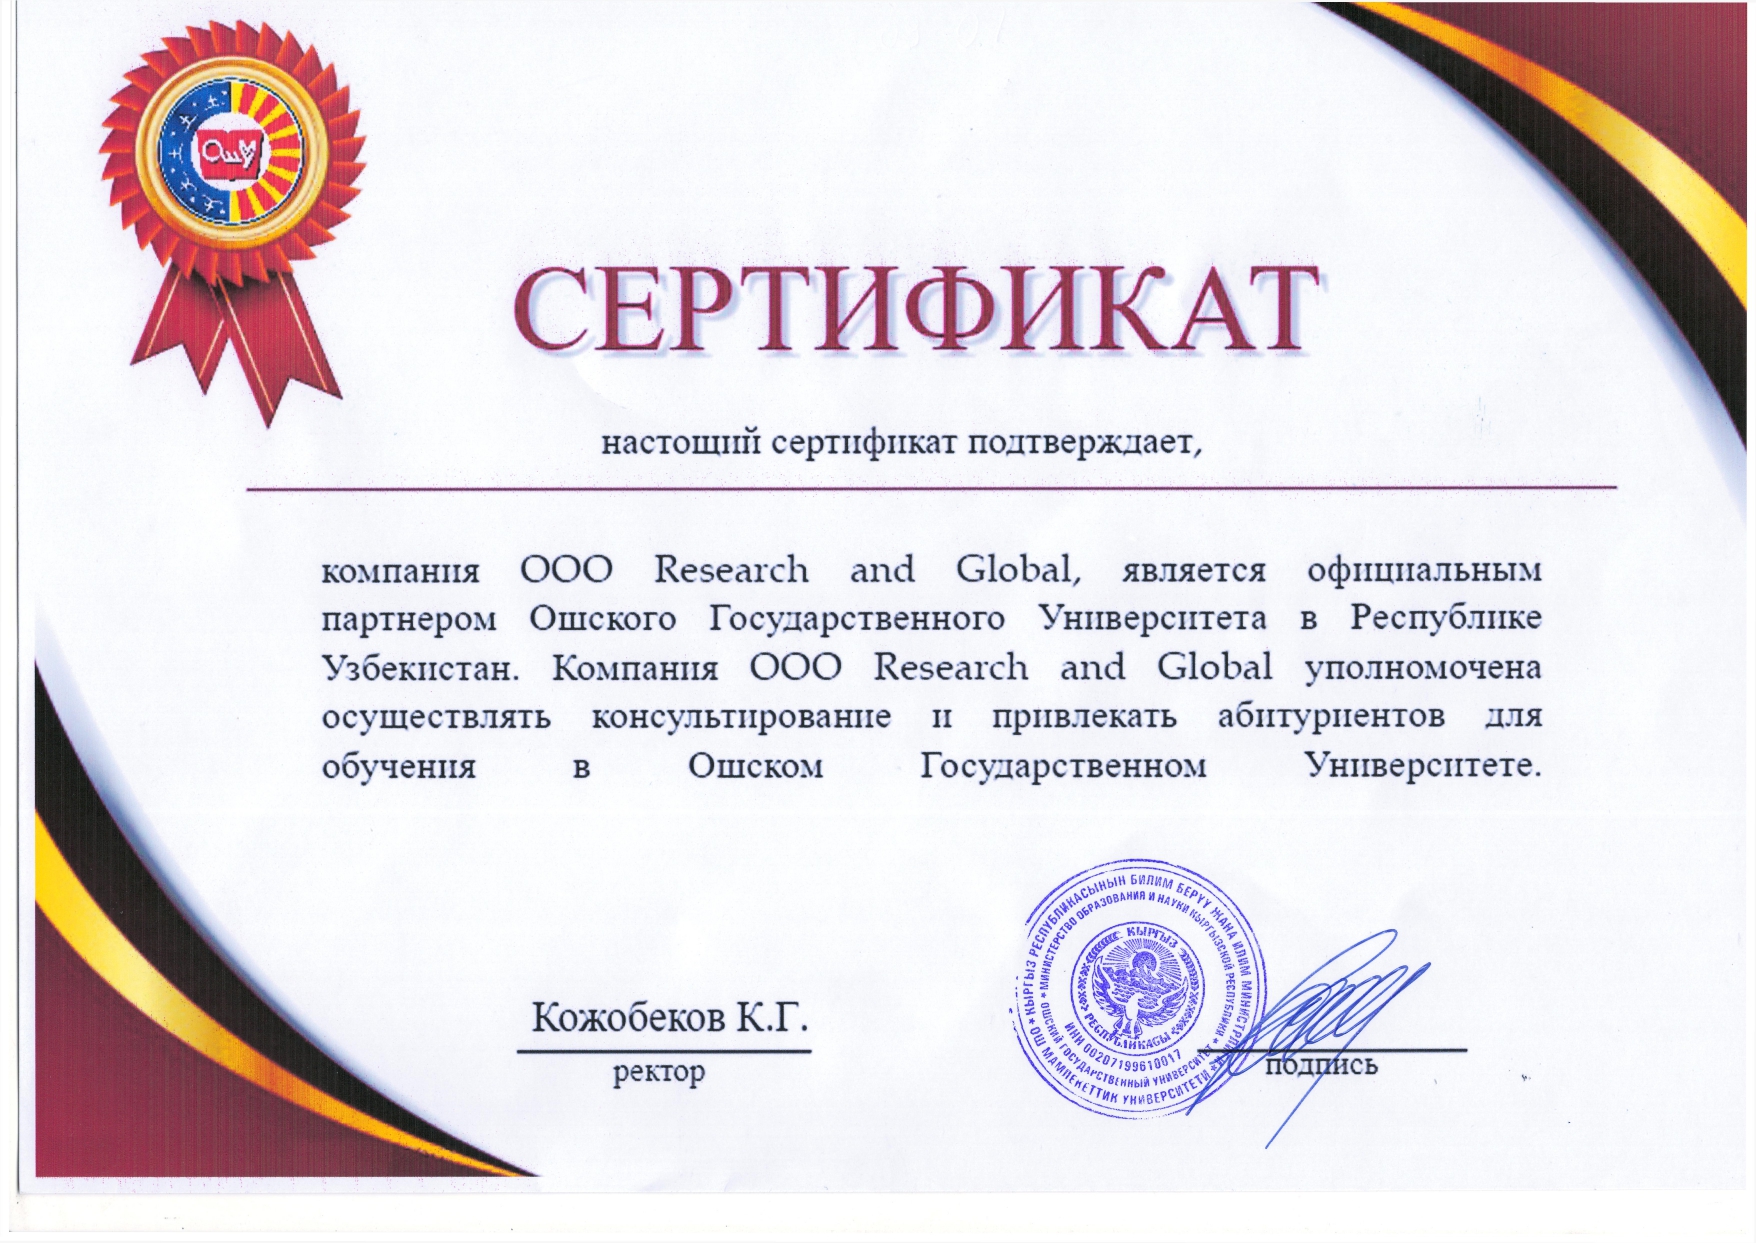 ОшУ
СЕРТИФИКАТ
настощий сертификат подтверждает,
компания ООО Research and Global, является официальным
партнером Ошского Государственного Университета в Республике
Узбекистан. Компания ООО Research and Global уполномочена
осуществлять консультирование и привлекать абитуриентов для
обучения в Ошском Государственном Университете.
КЫРГЫЗ РЕСПУБЛИКАСЫНЫН БИЛИМ БЕРҮҮ ЖАНА ИЛИМ МИНИСТРЛИГИ
ОШ МАМЛЕКЕТТИК УНИВЕРСИТЕТИ
МИНИСТЕРСТВО ОБРАЗОВАНИЯ И НАУКИ КЫРГЫЗСКОЙ РЕСПУБЛИКИ
ОШСКИЙ ГОСУДАРСТВЕННЫЙ УНИВЕРСИТЕТ
ИНН 00207199610017
КЫРГЫЗ
РЕСПУБЛИКАСЫ
Кожобеков К.Г.
ректор
подпись